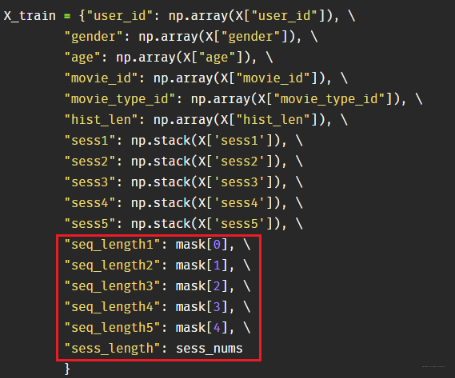 X_train = {"user_id": np.array(X["user_id"]), \
"gender": np.array(X["gender"]), \
"age": np.array(X["age"]), \
"movie_id": np.array(X["movie_id"]), \
"movie_type_id": np.array(X["movie_type_id"]), \
"hist_len": np.array(X["hist_len"]), \
"sess1": np.stack(X['sess1']), \
"sess2": np.stack(X['sess2']), \
"sess3": np.stack(X['sess3']), \
"sess4": np.stack(X['sess4']), \
"sess5": np.stack(X['sess5']), \
"seq_length1": mask[0], \
"seq_length2": mask[1], \
"seq_length3": mask[2], \
"seq_length4": mask[3], \
"seq_length5": mask[4], \
"sess_length": sess_nums
}